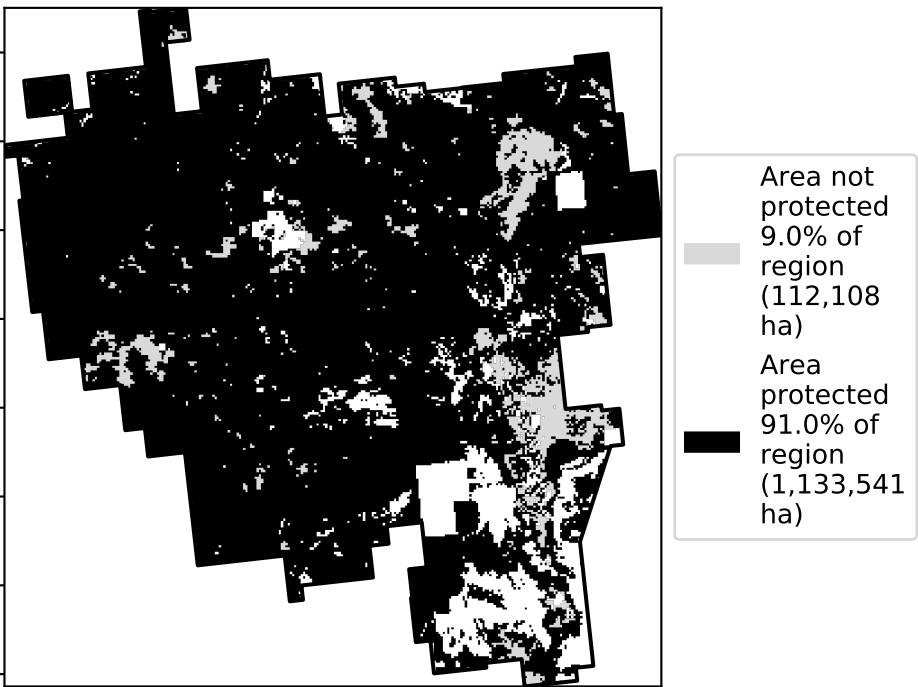 Area not
protected
9.0% of
region
(112,108
ha)
Area
protected
91.0% of
region
(1,133,541
ha)